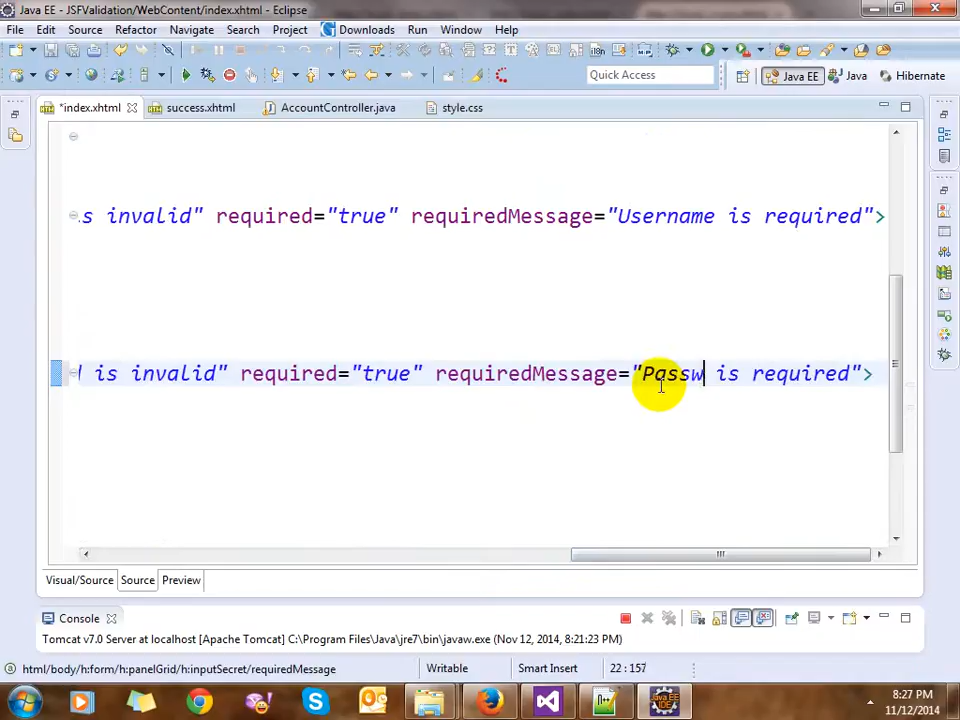 Java EE - JSFValidation/WebContent/index.xhtml - Eclipse
File Edit Source Refactor Navigate Search Project Downloads Run Window Help
Quick Access Java EE Java Hibernate
*index.xhtml success.xhtml AccountController.java style.css
s invalid" required="true" requiredMessage="Username is required">
is invalid" required="true" requiredMessage="Passw is required">
Visual/Source Source Preview
Console
Tomcat v7.0 Server at localhost [Apache Tomcat] C:\Program Files\Java\jre7\bin\javaw.exe (Nov 12, 2014, 8:21:23 PM)
html/body/h:form/h:panelGrid/h:inputSecret/requiredMessage Writable Smart Insert 22 : 157
8:27 PM
11/12/2014